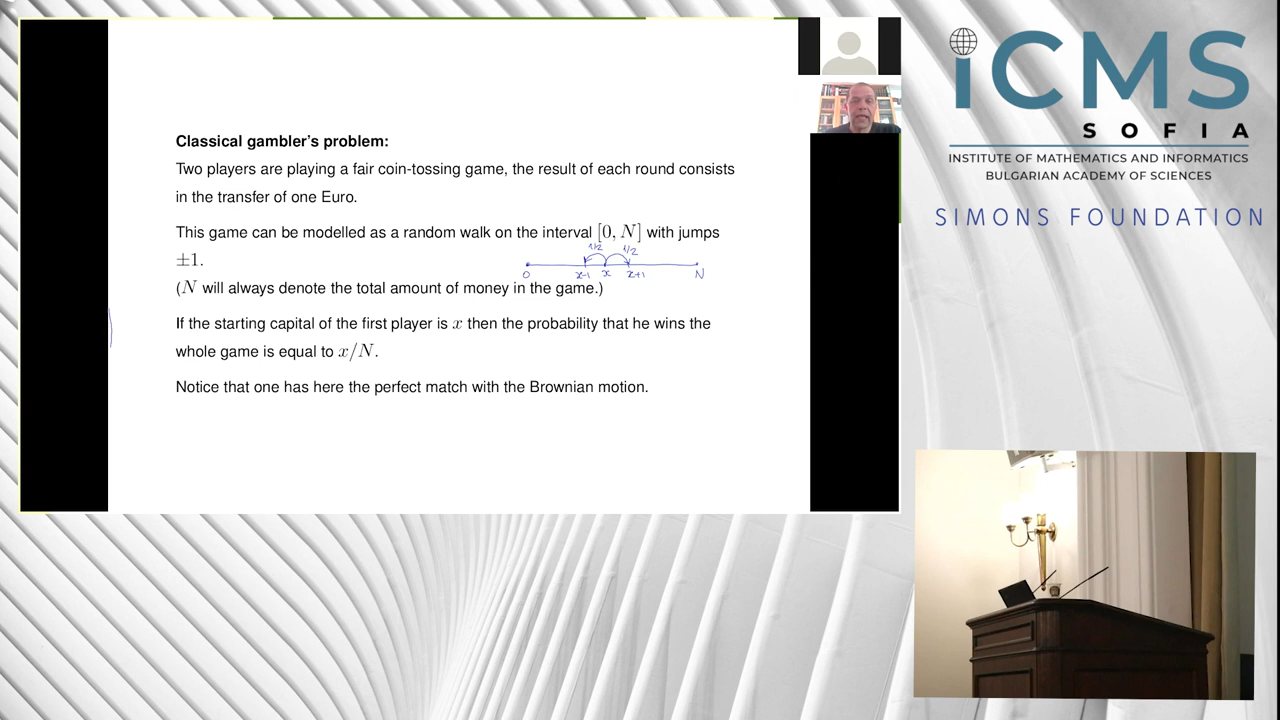 Classical gambler's problem:
Two players are playing a fair coin-tossing game, the result of each round consists
in the transfer of one Euro.
This game can be modelled as a random walk on the interval [0, N] with jumps
±1.
1/2 1/2
0 x-1 x x+1 N
(N will always denote the total amount of money in the game.)
If the starting capital of the first player is x then the probability that he wins the
whole game is equal to x/N.
Notice that one has here the perfect match with the Brownian motion.
iCMS
SOFIA
INSTITUTE OF MATHEMATICS AND INFORMATICS
BULGARIAN ACADEMY OF SCIENCES
SIMONS FOUNDATION